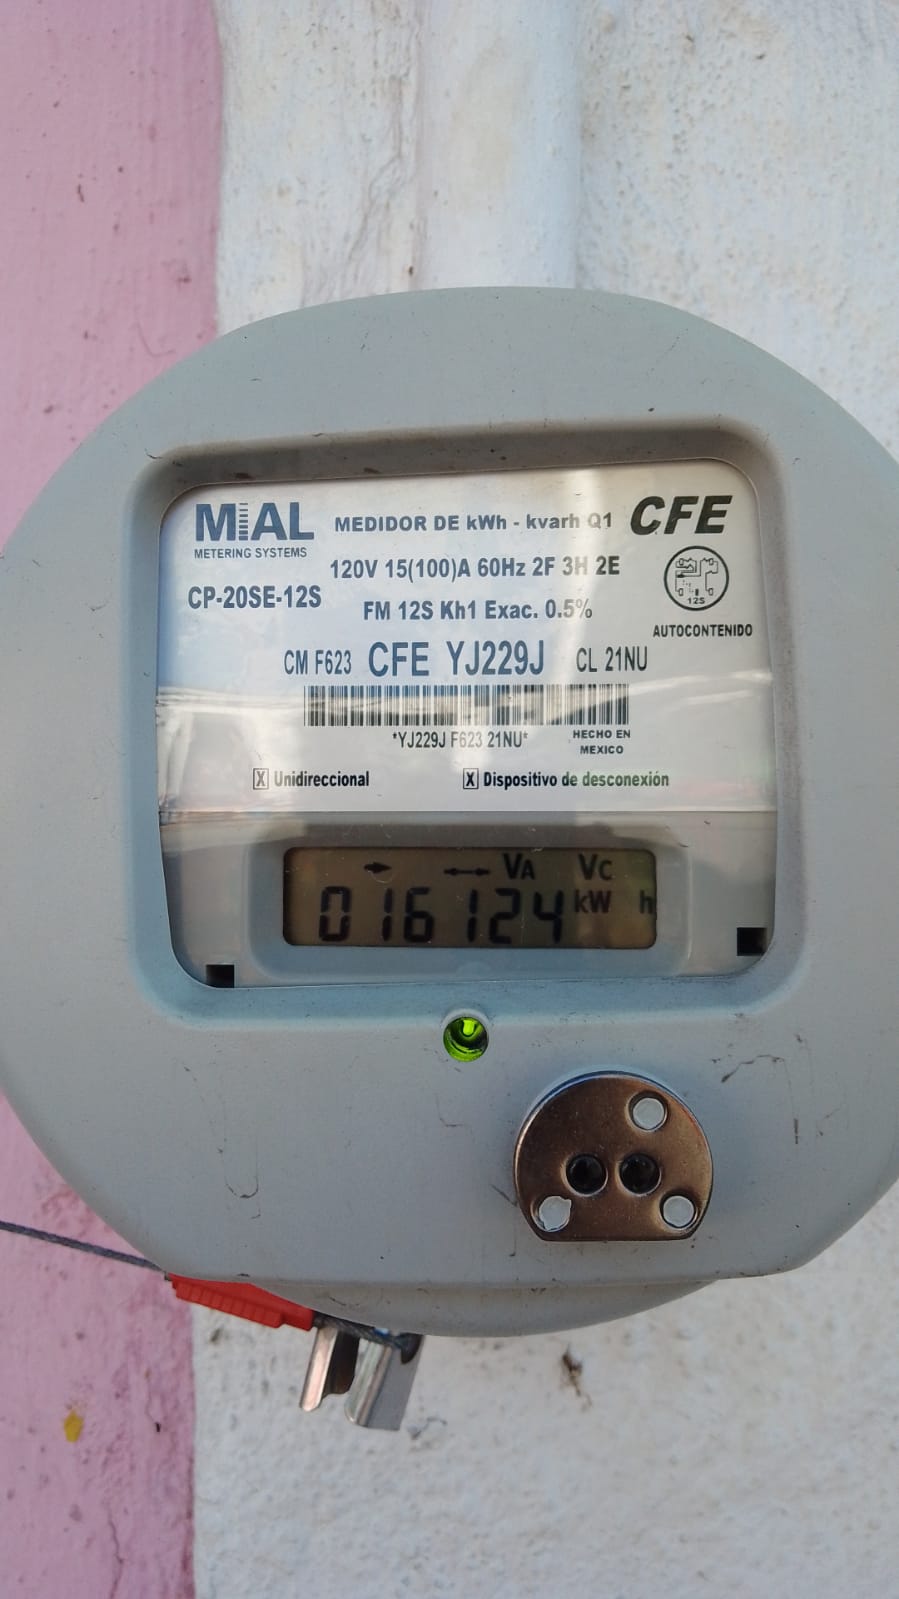 MIAL
METERING SYSTEMS
MEDIDOR DE kWh - kvarh Q1
CFE
120V 15(100)A 60Hz 2F 3H 2E
CP-20SE-12S
FM 12S Kh1 Exac. 0.5%
12S
AUTOCONTENIDO
CM F623 CFE YJ229J CL 21NU
*YJ229J F623 21NU*
HECHO EN
MEXICO
X Unidireccional
X Dispositivo de desconexión
VA VC
016124 kW h